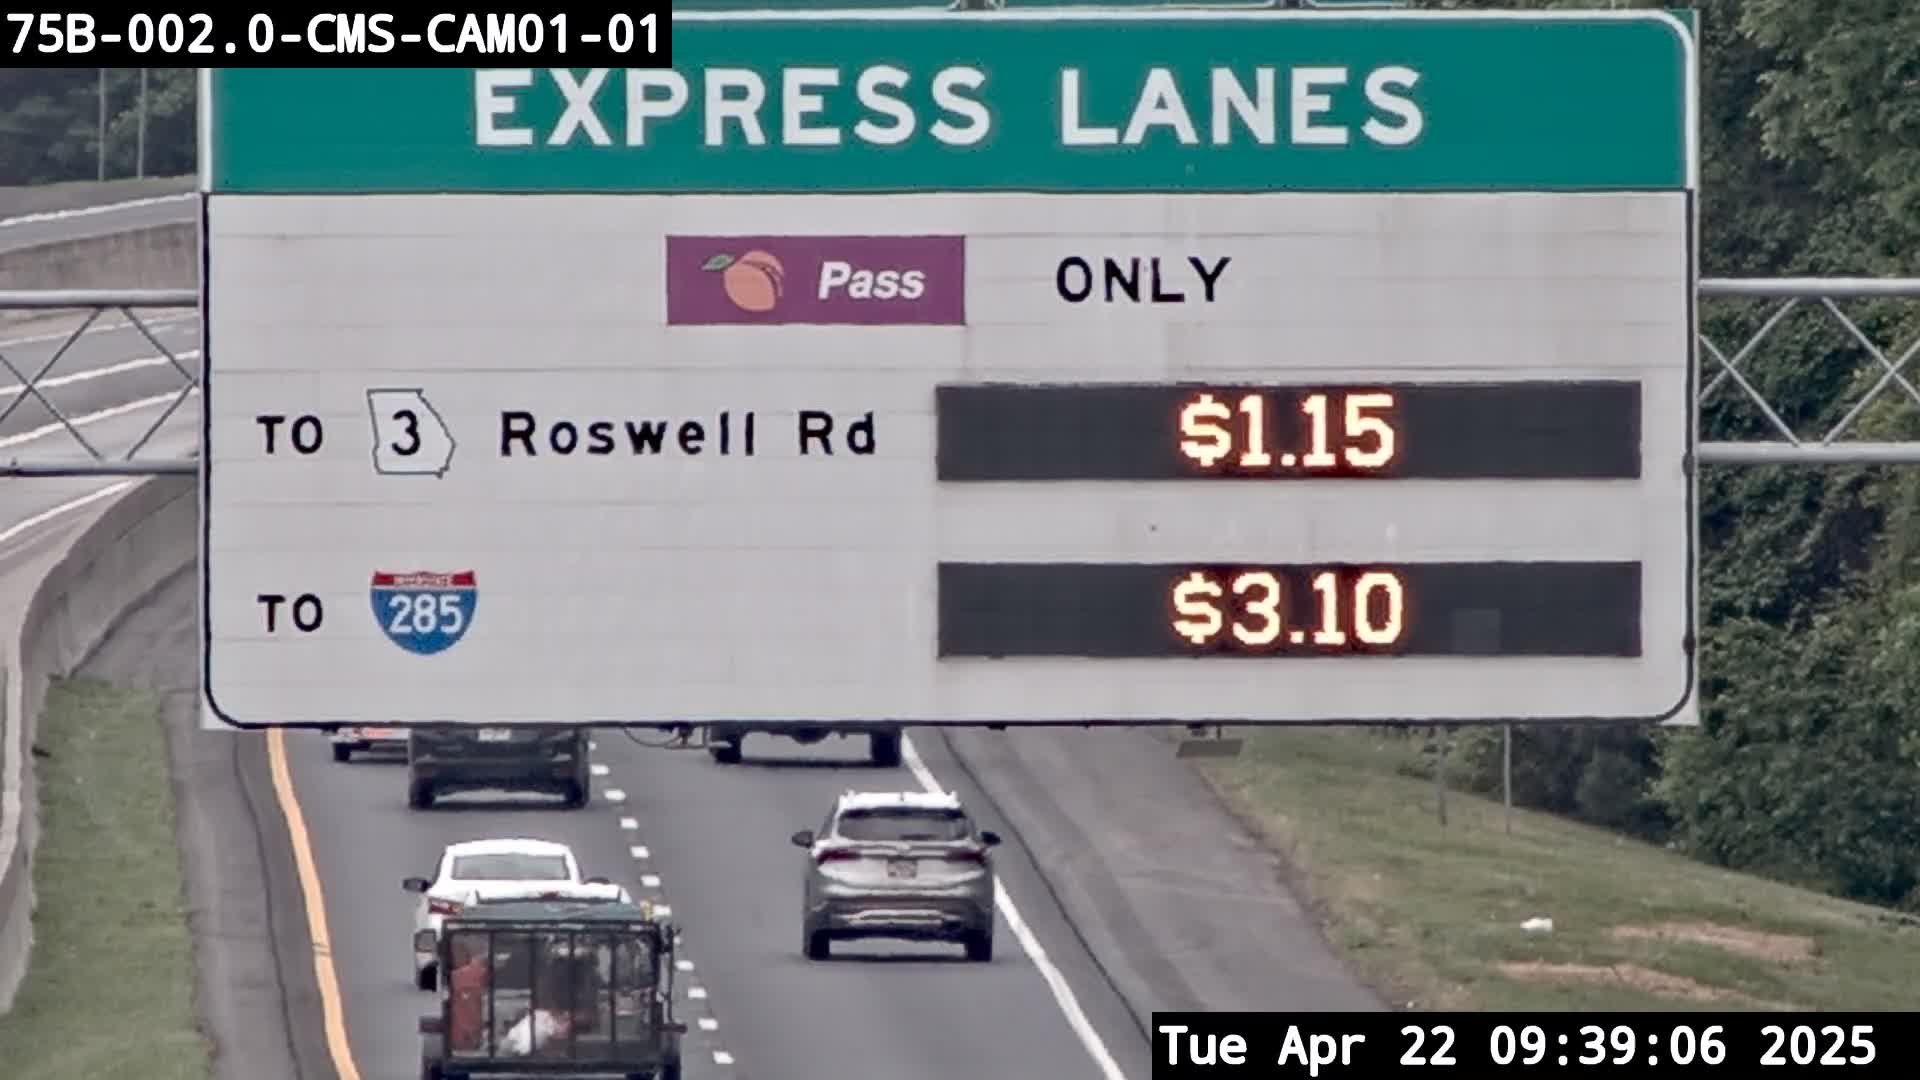 75B-002.0-CMS-CAM01-01
EXPRESS LANES
Pass ONLY
TO 3 Roswell Rd $1.15
TO 285 $3.10
Tue Apr 22 09:39:06 2025